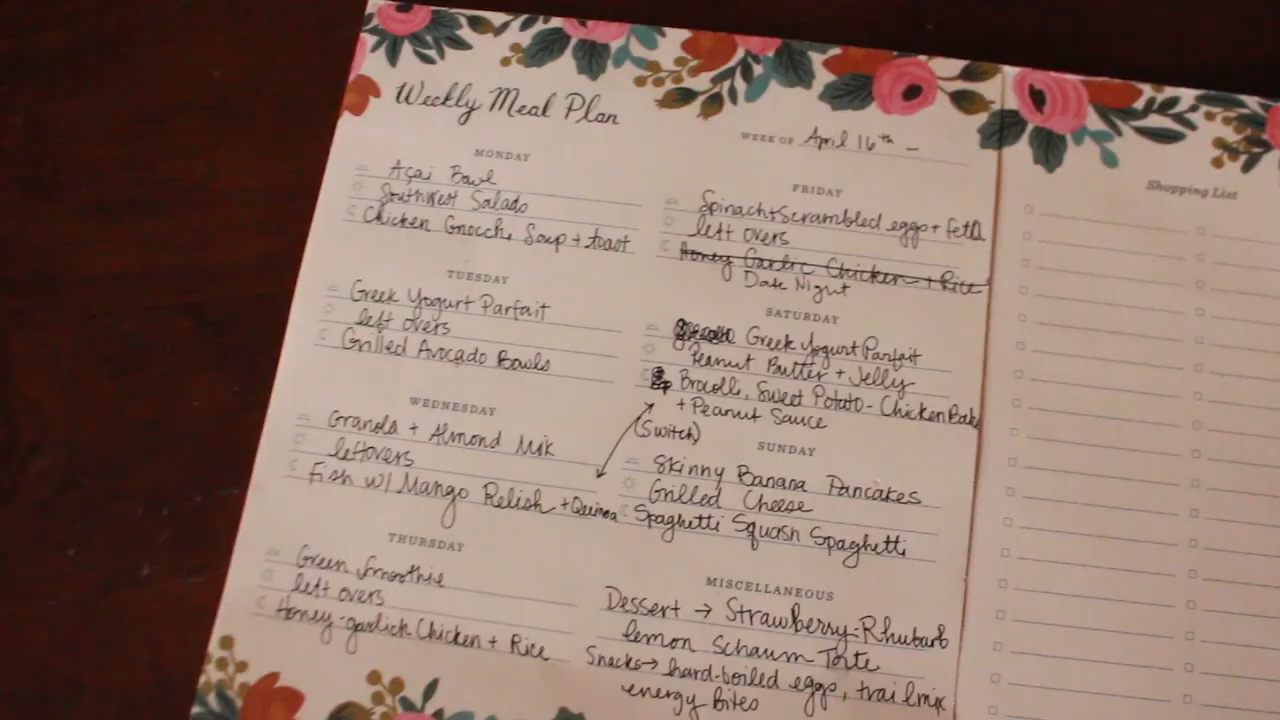 Weekly Meal Plan
WEEK OF April 16th -
MONDAY
Açai Bowl
Southwest Salado
Chicken Gnocchi Soup + toast
TUESDAY
Greek Yogurt Parfait
left overs
Grilled Avocado Bowls
WEDNESDAY
Granola + Almond Milk
leftovers
Fish w/ Mango Relish + Quinoa
THURSDAY
Green Smoothie
left overs
Honey-garlich Chicken + Rice
FRIDAY
Spinach + Scrambled eggs + feta
left overs
Honey Garlic Chicken + Rice
Date Night
SATURDAY
Greek Yogurt Parfait
Peanut Butter + Jelly
Brocolli, Sweet Potato - Chicken Bake
+ Peanut Sauce
(Switch)
SUNDAY
Skinny Banana Pancakes
Grilled Cheese
Spaghetti Squash Spaghetti
MISCELLANEOUS
Dessert → Strawberry-Rhubarb
lemon Schaum Torte
Snacks → hard-boiled eggs, trail mix
energy bites
Shopping List